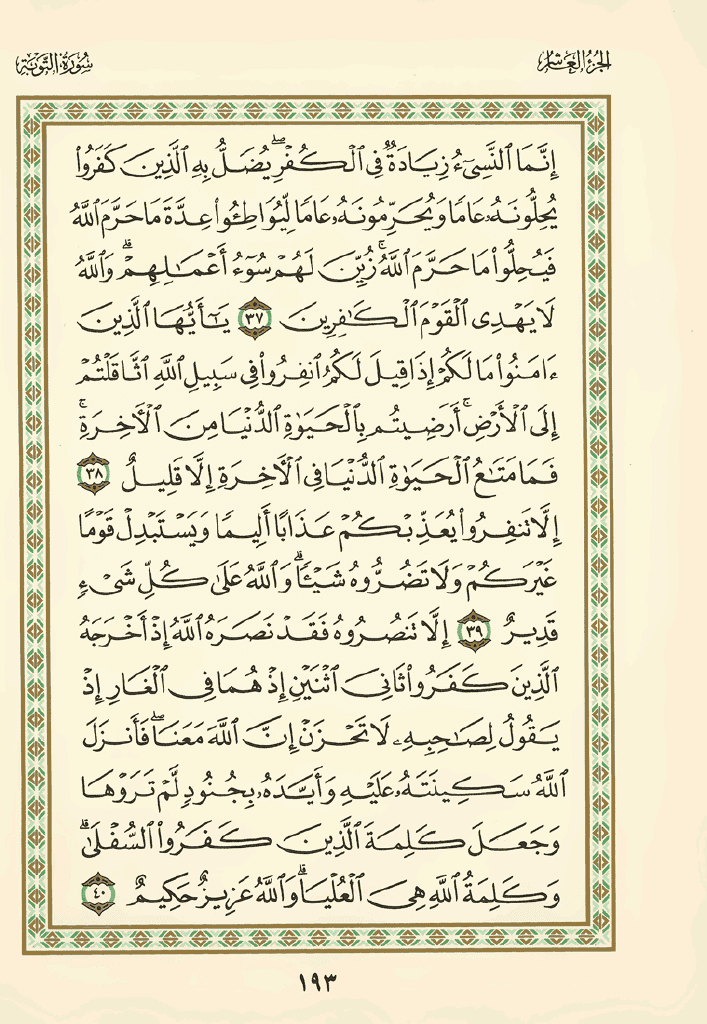 الجزء العاشر
سورة التوبة
إِنَّمَا ٱلنَّسِىٓءُ زِيَادَةٌ فِى ٱلْكُفْرِ ۖ يُضَلُّ بِهِ ٱلَّذِينَ كَفَرُوا۟
يُحِلُّونَهُۥ عَامًا وَيُحَرِّمُونَهُۥ عَامًا لِّيُوَاطِـُٔوا۟ عِدَّةَ مَا حَرَّمَ ٱللَّهُ
فَيُحِلُّوا۟ مَا حَرَّمَ ٱللَّهُ ۚ زُيِّنَ لَهُمْ سُوٓءُ أَعْمَـٰلِهِمْ ۗ وَٱللَّهُ
لَا يَهْدِى ٱلْقَوْمَ ٱلْكَـٰفِرِينَ ٣٧ يَـٰٓأَيُّهَا ٱلَّذِينَ
ءَامَنُوا۟ مَا لَكُمْ إِذَا قِيلَ لَكُمُ ٱنفِرُوا۟ فِى سَبِيلِ ٱللَّهِ ٱثَّاقَلْتُمْ
إِلَى ٱلْأَرْضِ ۚ أَرَضِيتُم بِٱلْحَيَوٰةِ ٱلدُّنْيَا مِنَ ٱلْـَٔاخِرَةِ ۚ
فَمَا مَتَـٰعُ ٱلْحَيَوٰةِ ٱلدُّنْيَا فِى ٱلْـَٔاخِرَةِ إِلَّا قَلِيلٌ ٣٨
إِلَّا تَنفِرُوا۟ يُعَذِّبْكُمْ عَذَابًا أَلِيمًا وَيَسْتَبْدِلْ قَوْمًا
غَيْرَكُمْ وَلَا تَضُرُّوهُ شَيْـًٔا ۗ وَٱللَّهُ عَلَىٰ كُلِّ شَىْءٍ
قَدِيرٌ ٣٩ إِلَّا تَنصُرُوهُ فَقَدْ نَصَرَهُ ٱللَّهُ إِذْ أَخْرَجَهُ
ٱلَّذِينَ كَفَرُوا۟ ثَانِىَ ٱثْنَيْنِ إِذْ هُمَا فِى ٱلْغَارِ إِذْ
يَقُولُ لِصَـٰحِبِهِۦ لَا تَحْزَنْ إِنَّ ٱللَّهَ مَعَنَا ۖ فَأَنزَلَ
ٱللَّهُ سَكِينَتَهُۥ عَلَيْهِ وَأَيَّدَهُۥ بِجُنُودٍ لَّمْ تَرَوْهَا
وَجَعَلَ كَلِمَةَ ٱلَّذِينَ كَفَرُوا۟ ٱلسُّفْلَىٰ ۗ
وَكَلِمَةُ ٱللَّهِ هِىَ ٱلْعُلْيَا ۗ وَٱللَّهُ عَزِيزٌ حَكِيمٌ ٤٠
١٩٣